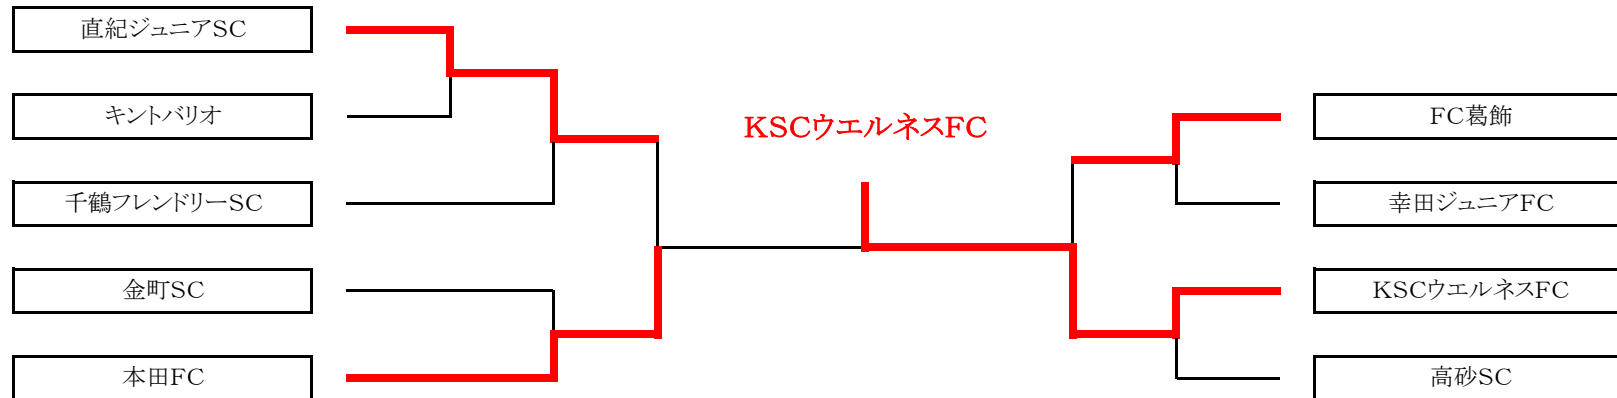 直紀ジュニアSC
キントバリオ
千鶴フレンドリーSC
金町SC
本田FC
KSCウエルネスFC
FC葛飾
幸田ジュニアFC
KSCウエルネスFC
高砂SC